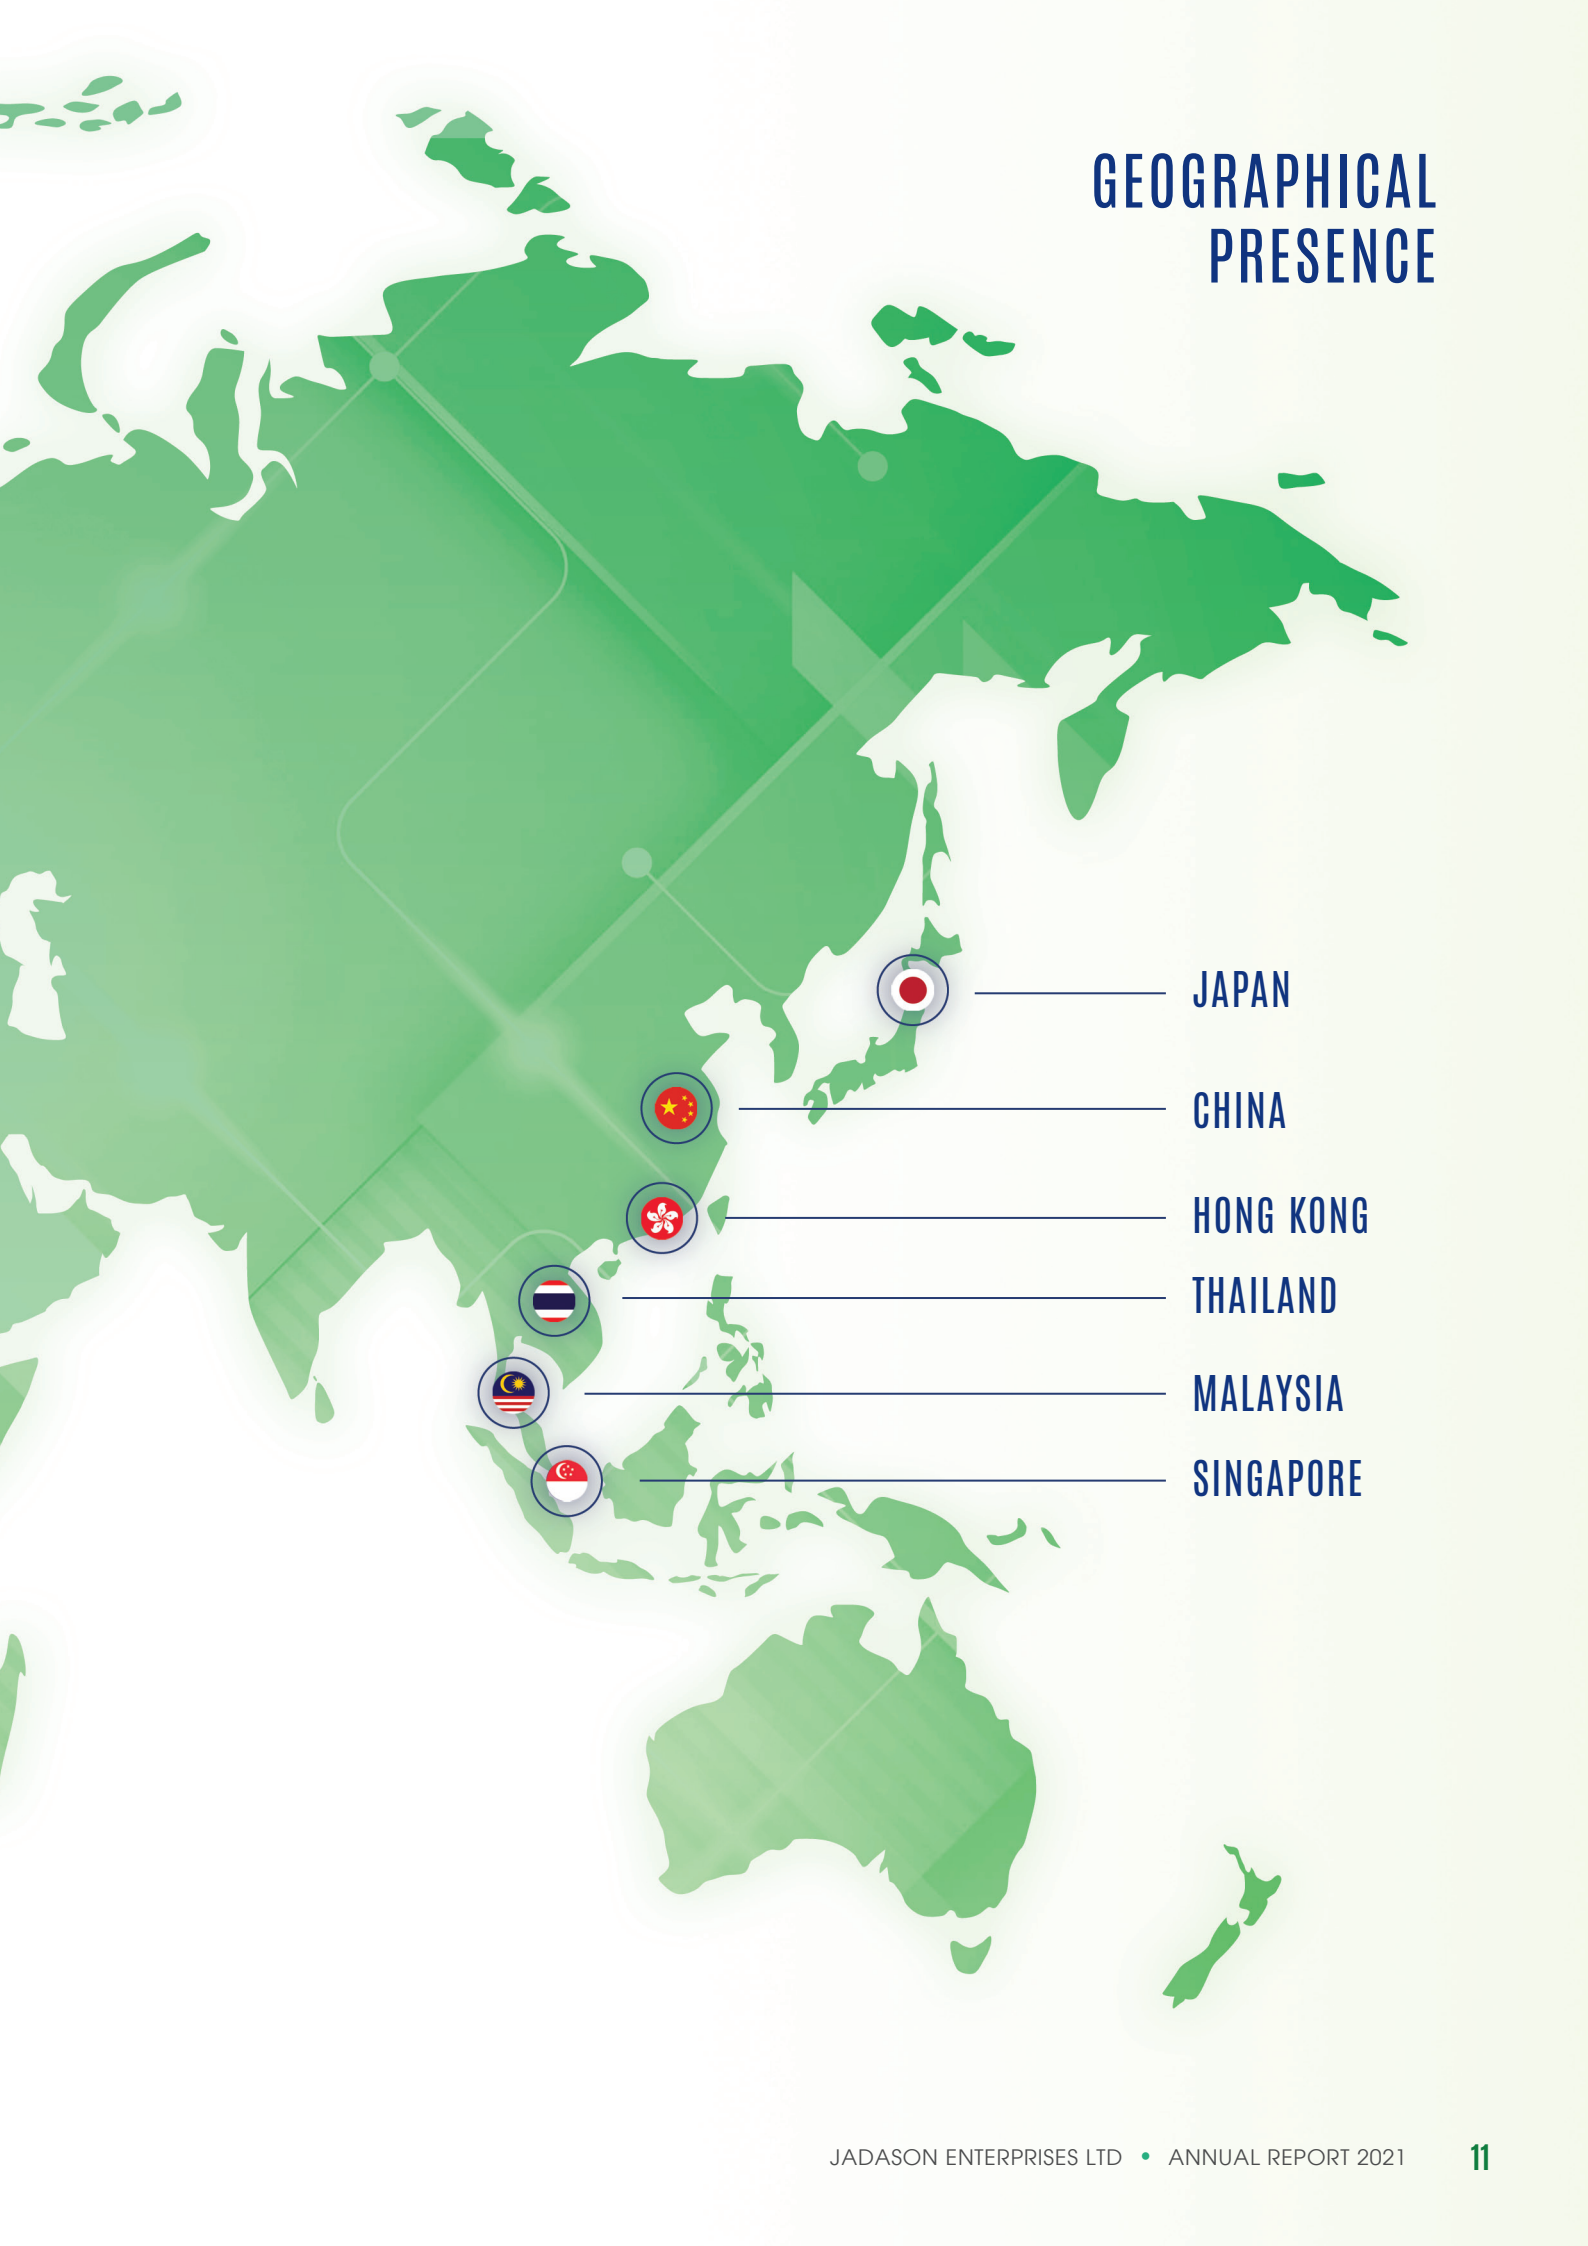 GEOGRAPHICAL
PRESENCE
JAPAN
CHINA
HONG KONG
THAILAND
MALAYSIA
SINGAPORE
JADASON ENTERPRISES LTD • ANNUAL REPORT 2021 11